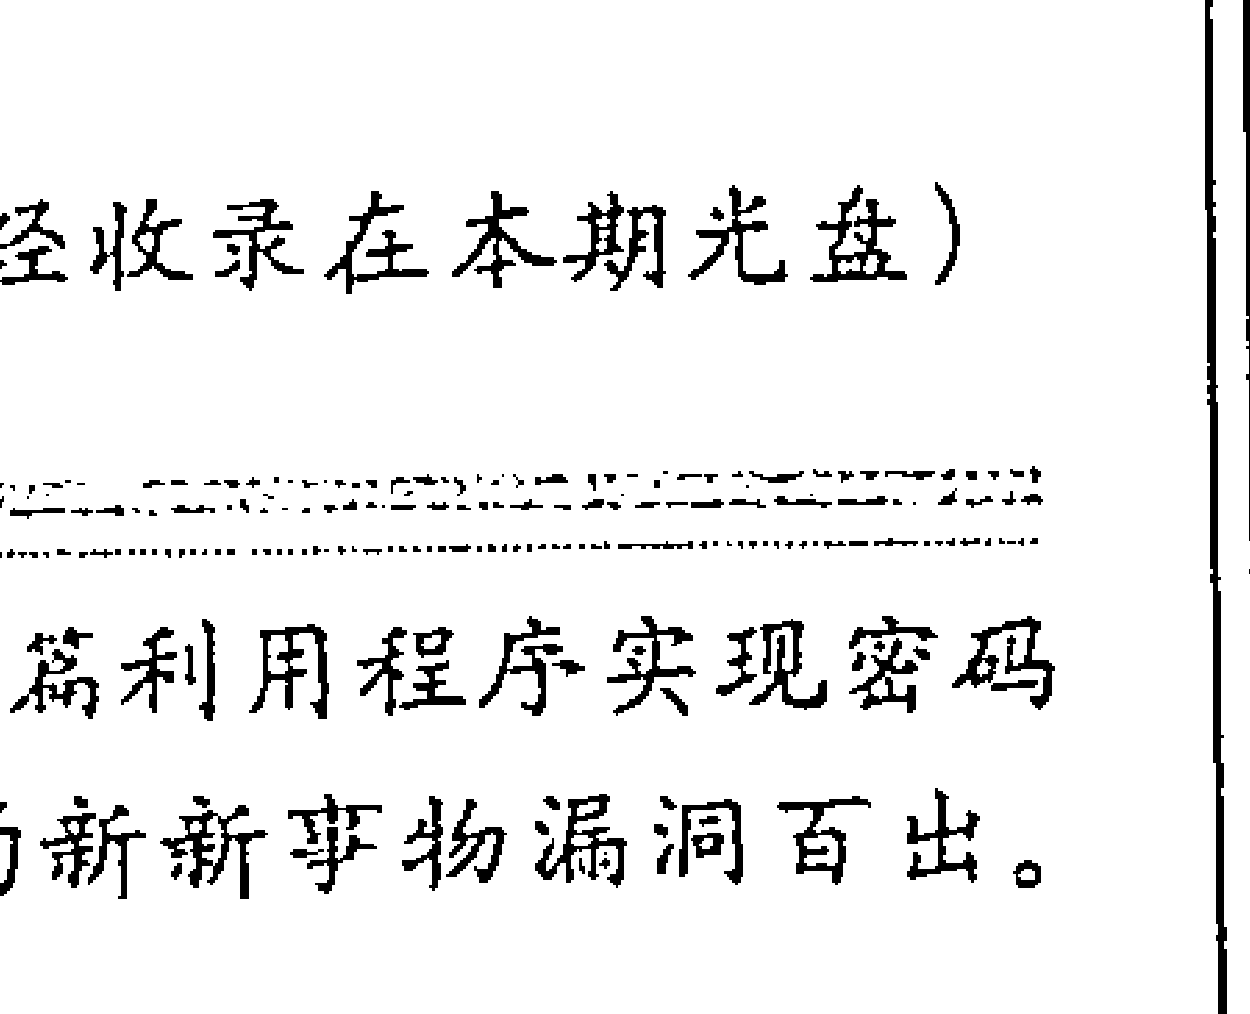 经收录在本期光盘）
篇利用程序实现密码
新新事物漏洞百出。